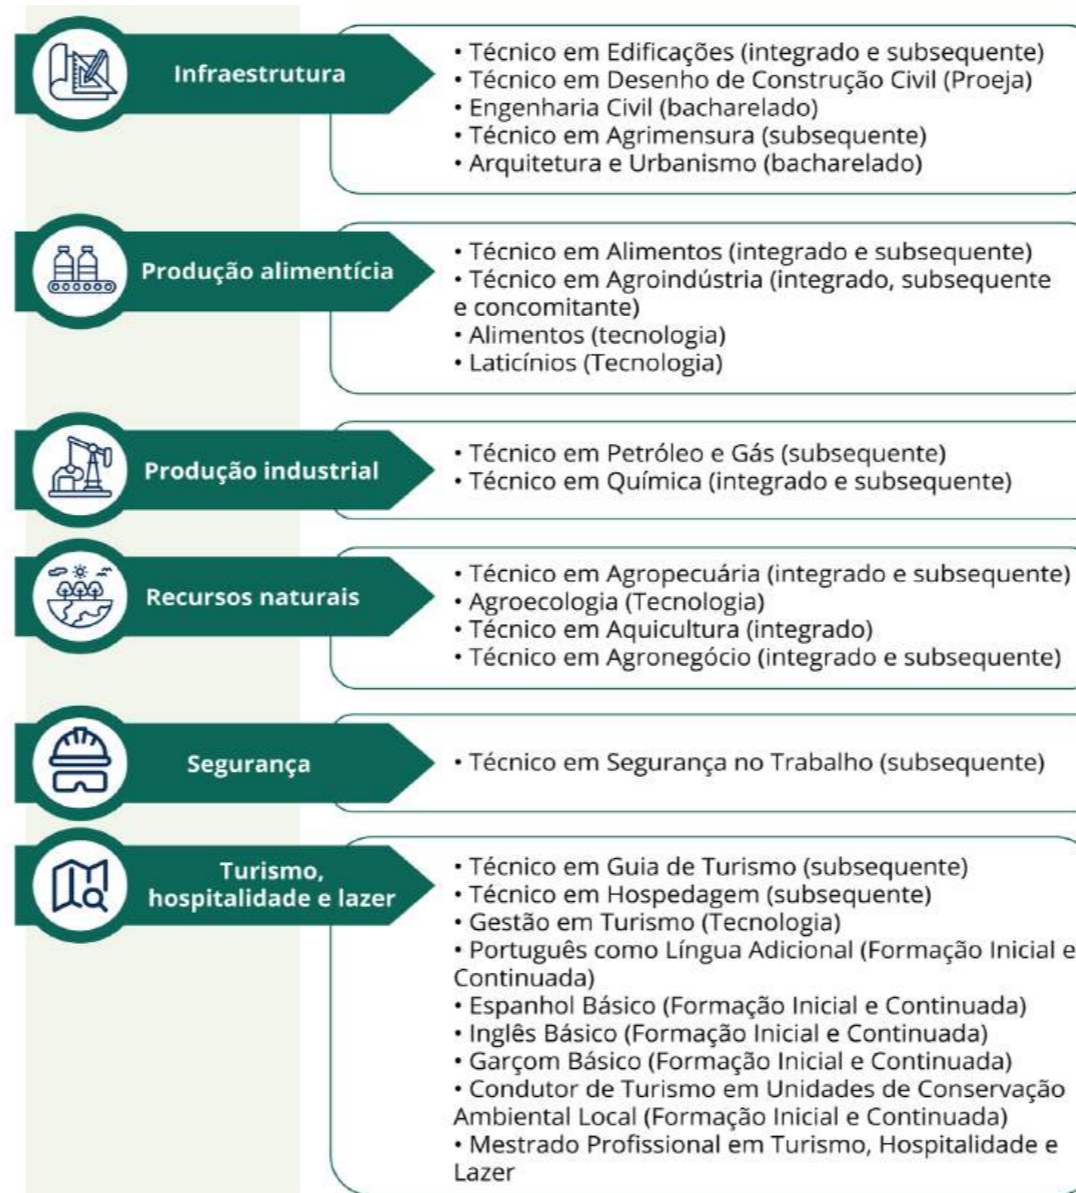 Infraestrutura
• Técnico em Edificações (integrado e subsequente)
• Técnico em Desenho de Construção Civil (Proeja)
• Engenharia Civil (bacharelado)
• Técnico em Agrimensura (subsequente)
• Arquitetura e Urbanismo (bacharelado)
Produção alimentícia
• Técnico em Alimentos (integrado e subsequente)
• Técnico em Agroindústria (integrado, subsequente
e concomitante)
• Alimentos (tecnologia)
• Laticínios (Tecnologia)
Produção industrial
• Técnico em Petróleo e Gás (subsequente)
• Técnico em Química (integrado e subsequente)
Recursos naturais
• Técnico em Agropecuária (integrado e subsequente)
• Agroecologia (Tecnologia)
• Técnico em Aquicultura (integrado)
• Técnico em Agronegócio (integrado e subsequente)
Segurança
• Técnico em Segurança no Trabalho (subsequente)
Turismo,
hospitalidade e lazer
• Técnico em Guia de Turismo (subsequente)
• Técnico em Hospedagem (subsequente)
• Gestão em Turismo (Tecnologia)
• Português como Língua Adicional (Formação Inicial e
Continuada)
• Espanhol Básico (Formação Inicial e Continuada)
• Inglês Básico (Formação Inicial e Continuada)
• Garçom Básico (Formação Inicial e Continuada)
• Condutor de Turismo em Unidades de Conservação
Ambiental Local (Formação Inicial e Continuada)
• Mestrado Profissional em Turismo, Hospitalidade e
Lazer